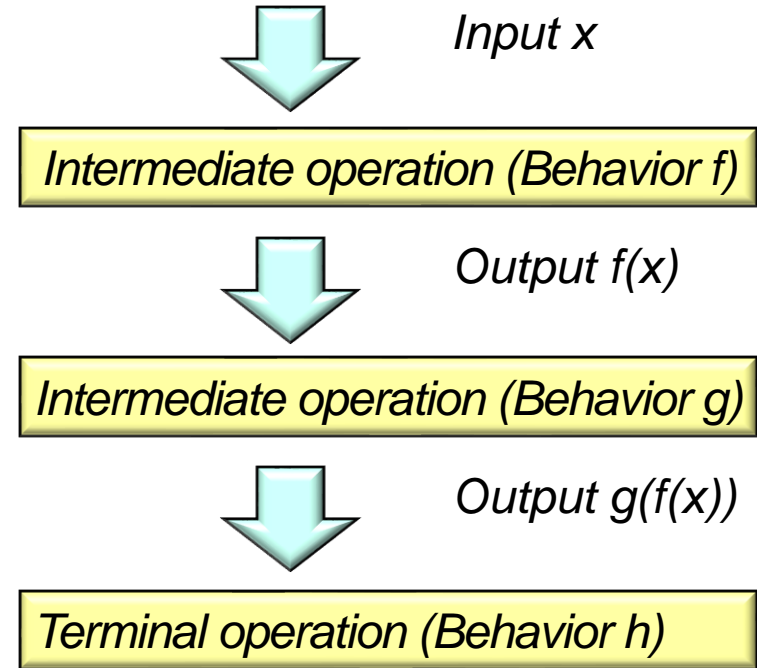 Input x
Intermediate operation (Behavior f)
Output f(x)
Intermediate operation (Behavior g)
Output g(f(x))
Terminal operation (Behavior h)